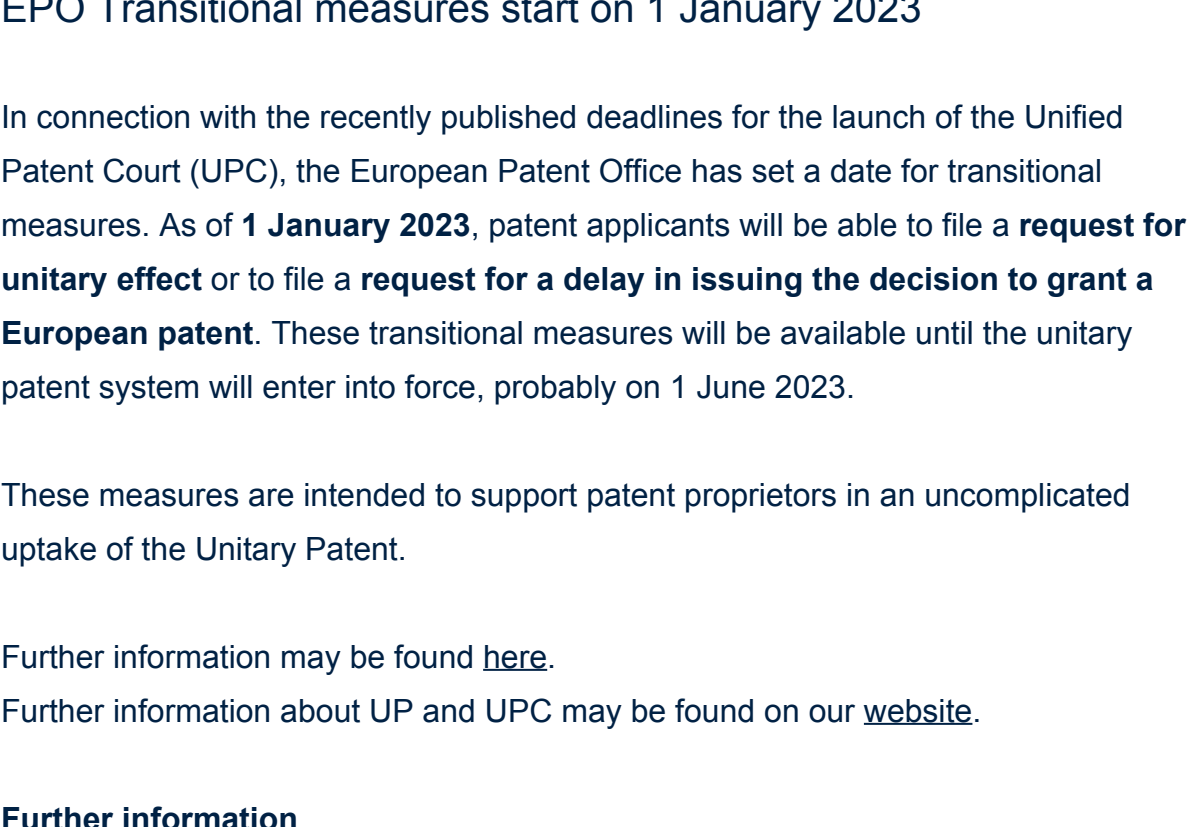 EPO Transitional measures start on 1 January 2023
In connection with the recently published deadlines for the launch of the Unified
Patent Court (UPC), the European Patent Office has set a date for transitional
measures. As of 1 January 2023, patent applicants will be able to file a request for
unitary effect or to file a request for a delay in issuing the decision to grant a
European patent. These transitional measures will be available until the unitary
patent system will enter into force, probably on 1 June 2023.
These measures are intended to support patent proprietors in an uncomplicated
uptake of the Unitary Patent.
Further information may be found here.
Further information about UP and UPC may be found on our website.
Further information